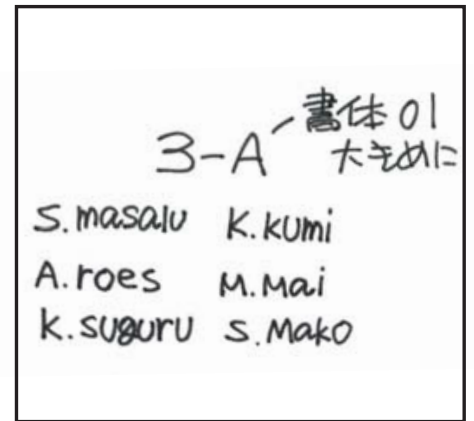 3-A
書体01
大きめに
S.masalu K.kumi
A.roes M.Mai
K.suguru S.Mako